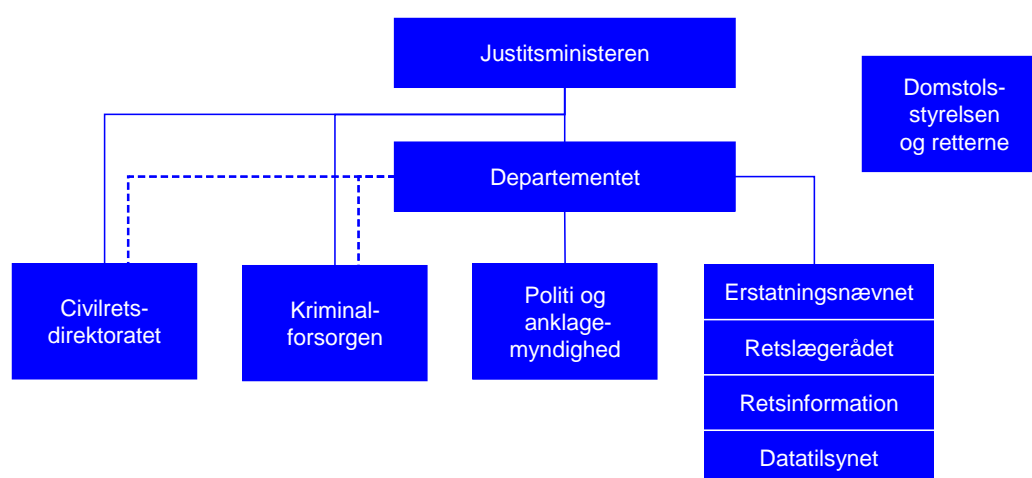 Justitsministeren
Domstols-
styrelsen
og retterne
Departementet
Civilrets-
direktoratet
Kriminal-
forsorgen
Politi og
anklage-
myndighed
Erstatningsnævnet
Retslægerådet
Retsinformation
Datatilsynet